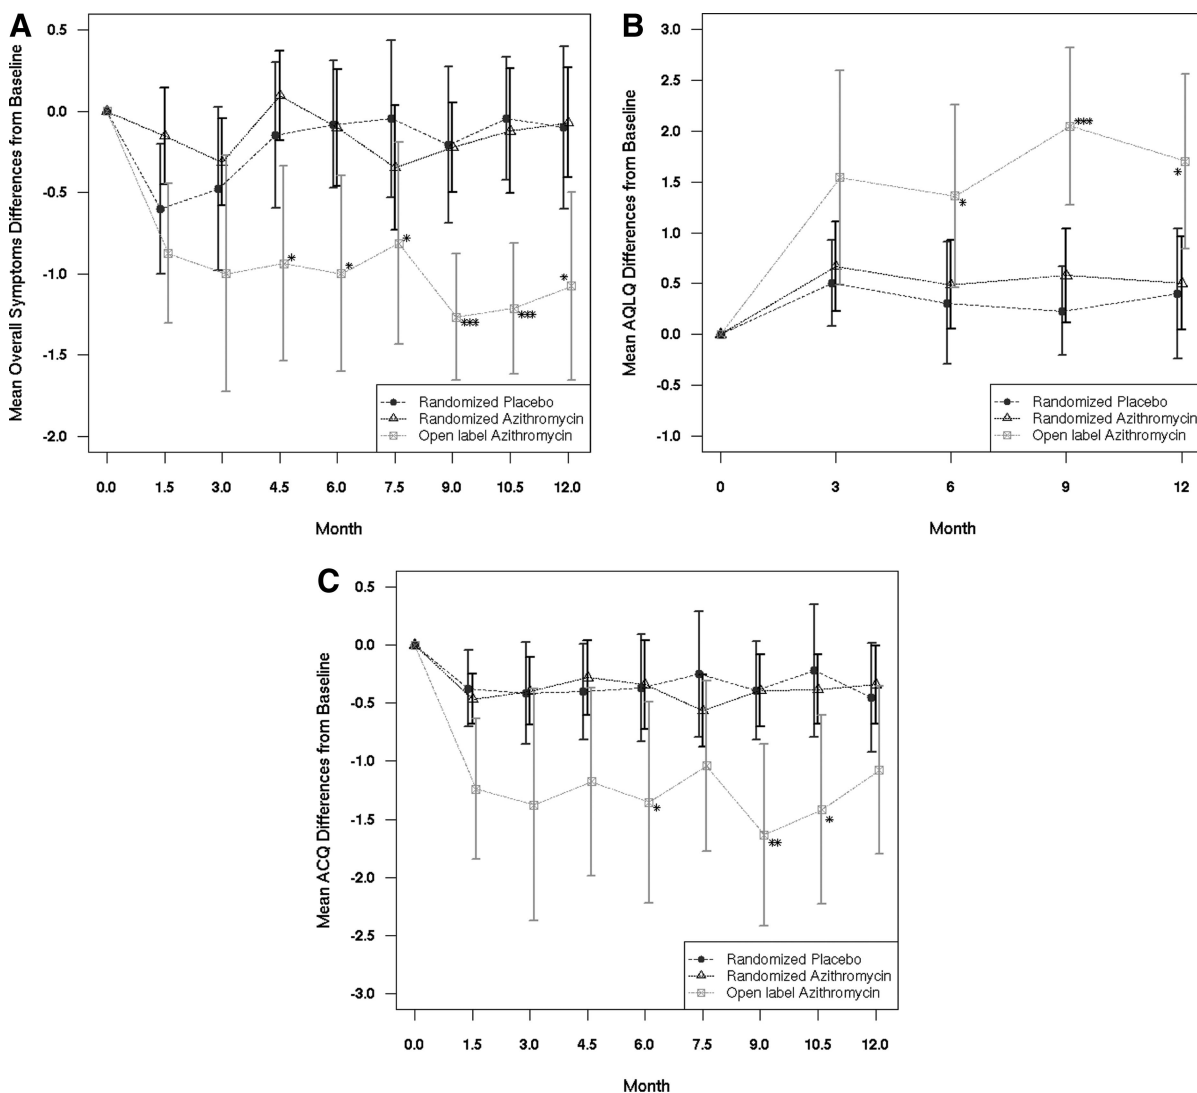 A
Mean Overall Symptoms Differences from Baseline
0.5
0.0
-0.5
-1.0
-1.5
-2.0
*
*
*
***
***
*
Randomized Placebo
Randomized Azithromycin
Open label Azithromycin
0.0 1.5 3.0 4.5 6.0 7.5 9.0 10.5 12.0
Month
B
Mean AQLQ Differences from Baseline
3.0
2.5
2.0
1.5
1.0
0.5
0.0
-0.5
-1.0
*
***
*
Randomized Placebo
Randomized Azithromycin
Open label Azithromycin
0 3 6 9 12
Month
C
Mean ACQ Differences from Baseline
0.5
0.0
-0.5
-1.0
-1.5
-2.0
-2.5
-3.0
*
**
*
Randomized Placebo
Randomized Azithromycin
Open label Azithromycin
0.0 1.5 3.0 4.5 6.0 7.5 9.0 10.5 12.0
Month